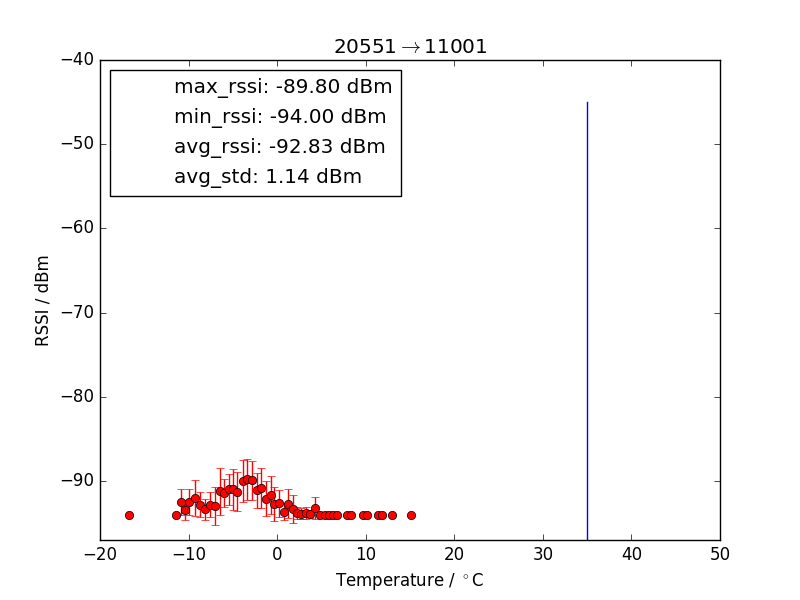 20551→11001
max_rssi: -89.80 dBm
min_rssi: -94.00 dBm
avg_rssi: -92.83 dBm
avg_std: 1.14 dBm
−40
−50
−60
−70
−80
−90
RSSI / dBm
−20 −10 0 10 20 30 40 50
Temperature / °C